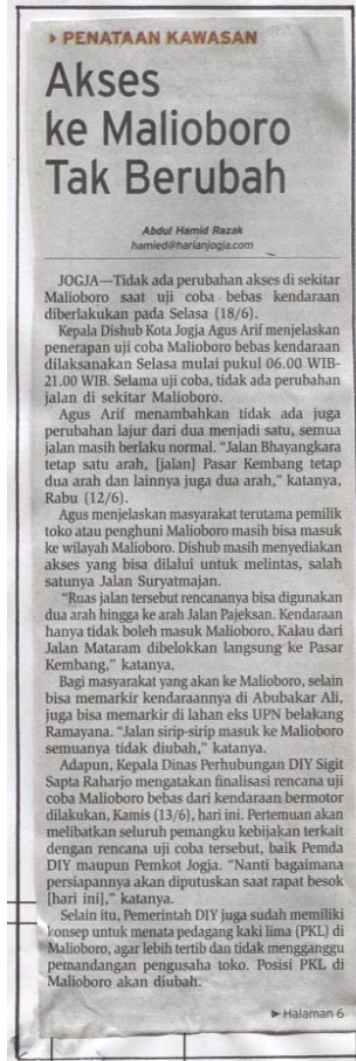 ▸ PENATAAN KAWASAN
Akses
ke Malioboro
Tak Berubah
Abdul Hamid Razak
hamied@harianjogja.com
JOGJA—Tidak ada perubahan akses di sekitar
Malioboro saat uji coba bebas kendaraan
diberlakukan pada Selasa (18/6).
Kepala Dishub Kota Jogja Agus Arif menjelaskan
penerapan uji coba Malioboro bebas kendaraan
dilaksanakan Selasa mulai pukul 06.00 WIB-
21.00 WIB. Selama uji coba, tidak ada perubahan
jalan di sekitar Malioboro.
Agus Arif menambahkan tidak ada juga
perubahan lajur dari dua menjadi satu, semua
jalan masih berlaku normal. “Jalan Bhayangkara
tetap satu arah, [jalan] Pasar Kembang tetap
dua arah dan lainnya juga dua arah,” katanya,
Rabu (12/6).
Agus menjelaskan masyarakat terutama pemilik
toko atau penghuni Malioboro masih bisa masuk
ke wilayah Malioboro. Dishub masih menyediakan
akses yang bisa dilalui untuk melintas, salah
satunya Jalan Suryatmajan.
“Ruas jalan tersebut rencananya bisa digunakan
dua arah hingga ke arah Jalan Pajeksan. Kendaraan
hanya tidak boleh masuk Malioboro. Kalau dari
Jalan Mataram dibelokkan langsung ke Pasar
Kembang,” katanya.
Bagi masyarakat yang akan ke Malioboro, selain
bisa memarkir kendaraannya di Abubakar Ali,
juga bisa memarkir di lahan eks UPN belakang
Ramayana. “Jalan sirip-sirip masuk ke Malioboro
semuanya tidak diubah,” katanya.
Adapun, Kepala Dinas Perhubungan DIY Sigit
Sapta Raharjo mengatakan finalisasi rencana uji
coba Malioboro bebas dari kendaraan bermotor
dilakukan, Kamis (13/6), hari ini. Pertemuan akan
melibatkan seluruh pemangku kebijakan terkait
dengan rencana uji coba tersebut, baik Pemda
DIY maupun Pemkot Jogja. “Nanti bagaimana
persiapannya akan diputuskan saat rapat besok
[hari ini],” katanya.
Selain itu, Pemerintah DIY juga sudah memiliki
konsep untuk menata pedagang kaki lima (PKL) di
Malioboro, agar lebih tertib dan tidak mengganggu
pemandangan pengusaha toko. Posisi PKL di
Malioboro akan diubah.
▶ Halaman 6